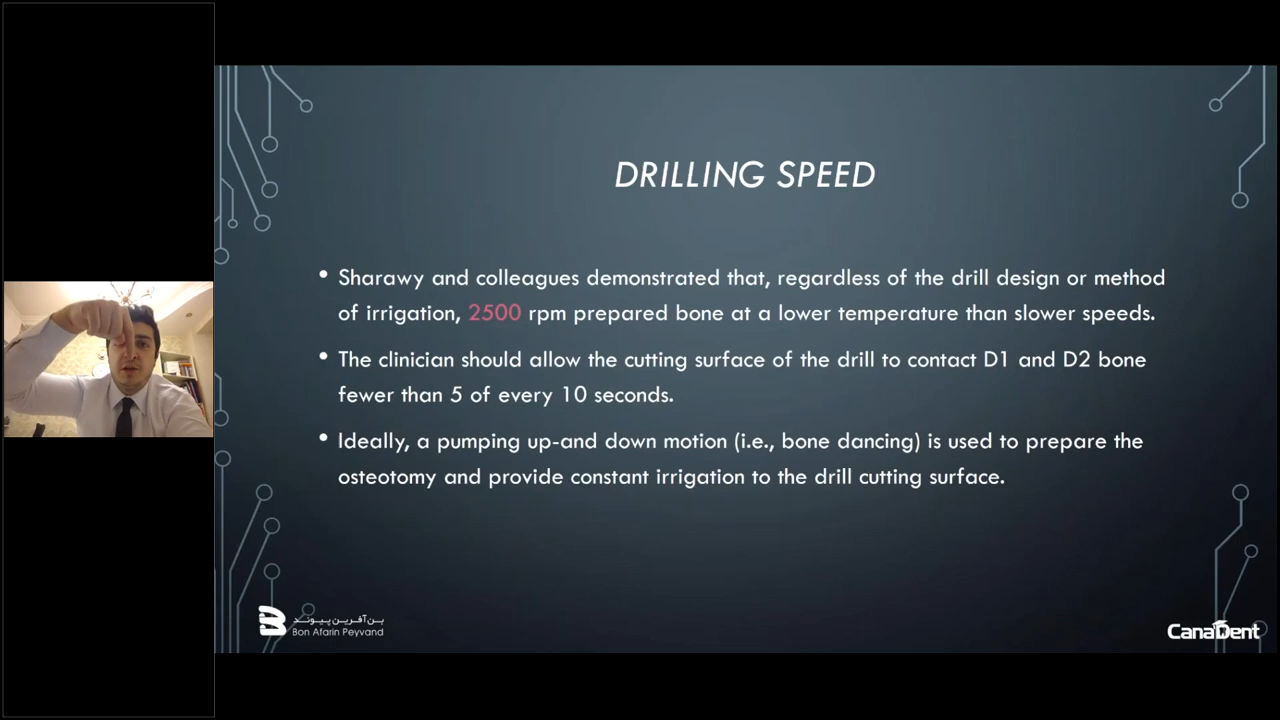 DRILLING SPEED
• Sharawy and colleagues demonstrated that, regardless of the drill design or method
of irrigation, 2500 rpm prepared bone at a lower temperature than slower speeds.
• The clinician should allow the cutting surface of the drill to contact D1 and D2 bone
fewer than 5 of every 10 seconds.
• Ideally, a pumping up-and down motion (i.e., bone dancing) is used to prepare the
osteotomy and provide constant irrigation to the drill cutting surface.
بن‌آفرین‌پیوند
Bon Afarin Peyvand
CanaDent